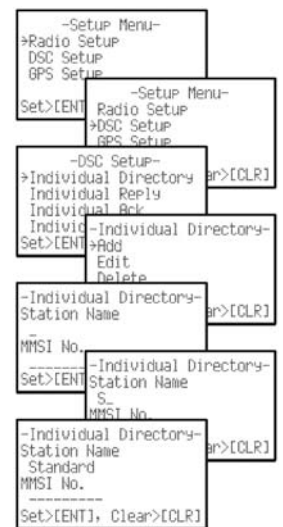 -Setup Menu-
→Radio Setup
DSC Setup
GPS Setup
Set>[ENT
-Setup Menu-
Radio Setup
→DSC Setup
GPS Setup
ar>[CLR]
-DSC Setup-
→Individual Directory
Individual Reply
Individual Ack
Individ
Set>[ENT
-Individual Directory-
→Add
Edit
Delete
ar>[CLR]
-Individual Directory-
Station Name
_
MMSI No.
_______
Set>[ENT
-Individual Directory-
Station Name
S_
MMSI No.
ar>[CLR]
-Individual Directory-
Station Name
Standard
MMSI No.
---------
Set>[ENT], Clear>[CLR]